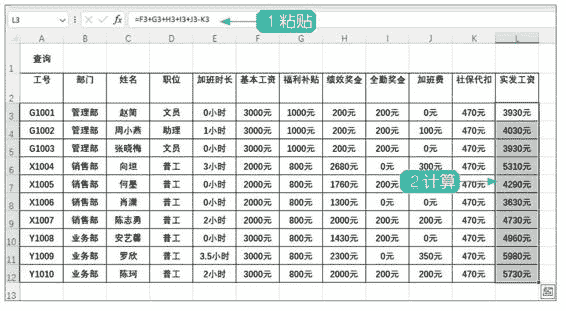 L3 fx =F3+G3+H3+I3+J3-K3 1 粘贴
A B C D E F G H I J K L
1 查询
2 工号 部门 姓名 职位 加班时长 基本工资 福利补贴 绩效奖金 全勤奖金 加班费 社保代扣 实发工资
3 G1001 管理部 赵简 文员 0小时 3000元 1000元 200元 200元 0元 470元 3930元
4 G1002 管理部 周小燕 助理 1小时 3000元 1000元 200元 200元 100元 470元 4030元
5 G1003 管理部 张晓梅 文员 0小时 3000元 1000元 200元 200元 0元 470元 3930元
6 X1004 销售部 向垣 普工 3小时 2000元 800元 2680元 0元 300元 470元 5310元
7 X1005 销售部 何墨 普工 0小时 2000元 800元 1760元 200元 2 计算 470元 4290元
8 X1006 销售部 肖潇 普工 0小时 2000元 800元 1300元 0元 0元 470元 3630元
9 X1007 销售部 陈志勇 普工 2小时 2000元 800元 2000元 200元 200元 470元 4730元
10 Y1008 业务部 安艺馨 普工 0小时 3000元 800元 1430元 200元 0元 470元 4960元
11 Y1009 业务部 罗欣 普工 3.5小时 3000元 800元 2300元 0元 350元 470元 5980元
12 Y1010 业务部 陈珂 普工 2小时 3000元 800元 2000元 200元 200元 470元 5730元
13